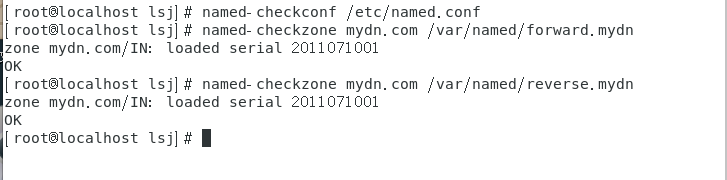 [root@localhost lsj]# named-checkconf /etc/named.conf
[root@localhost lsj]# named-checkzone mydn.com /var/named/forward.mydn
zone mydn.com/IN: loaded serial 2011071001
OK
[root@localhost lsj]# named-checkzone mydn.com /var/named/reverse.mydn
zone mydn.com/IN: loaded serial 2011071001
OK
[root@localhost lsj]#